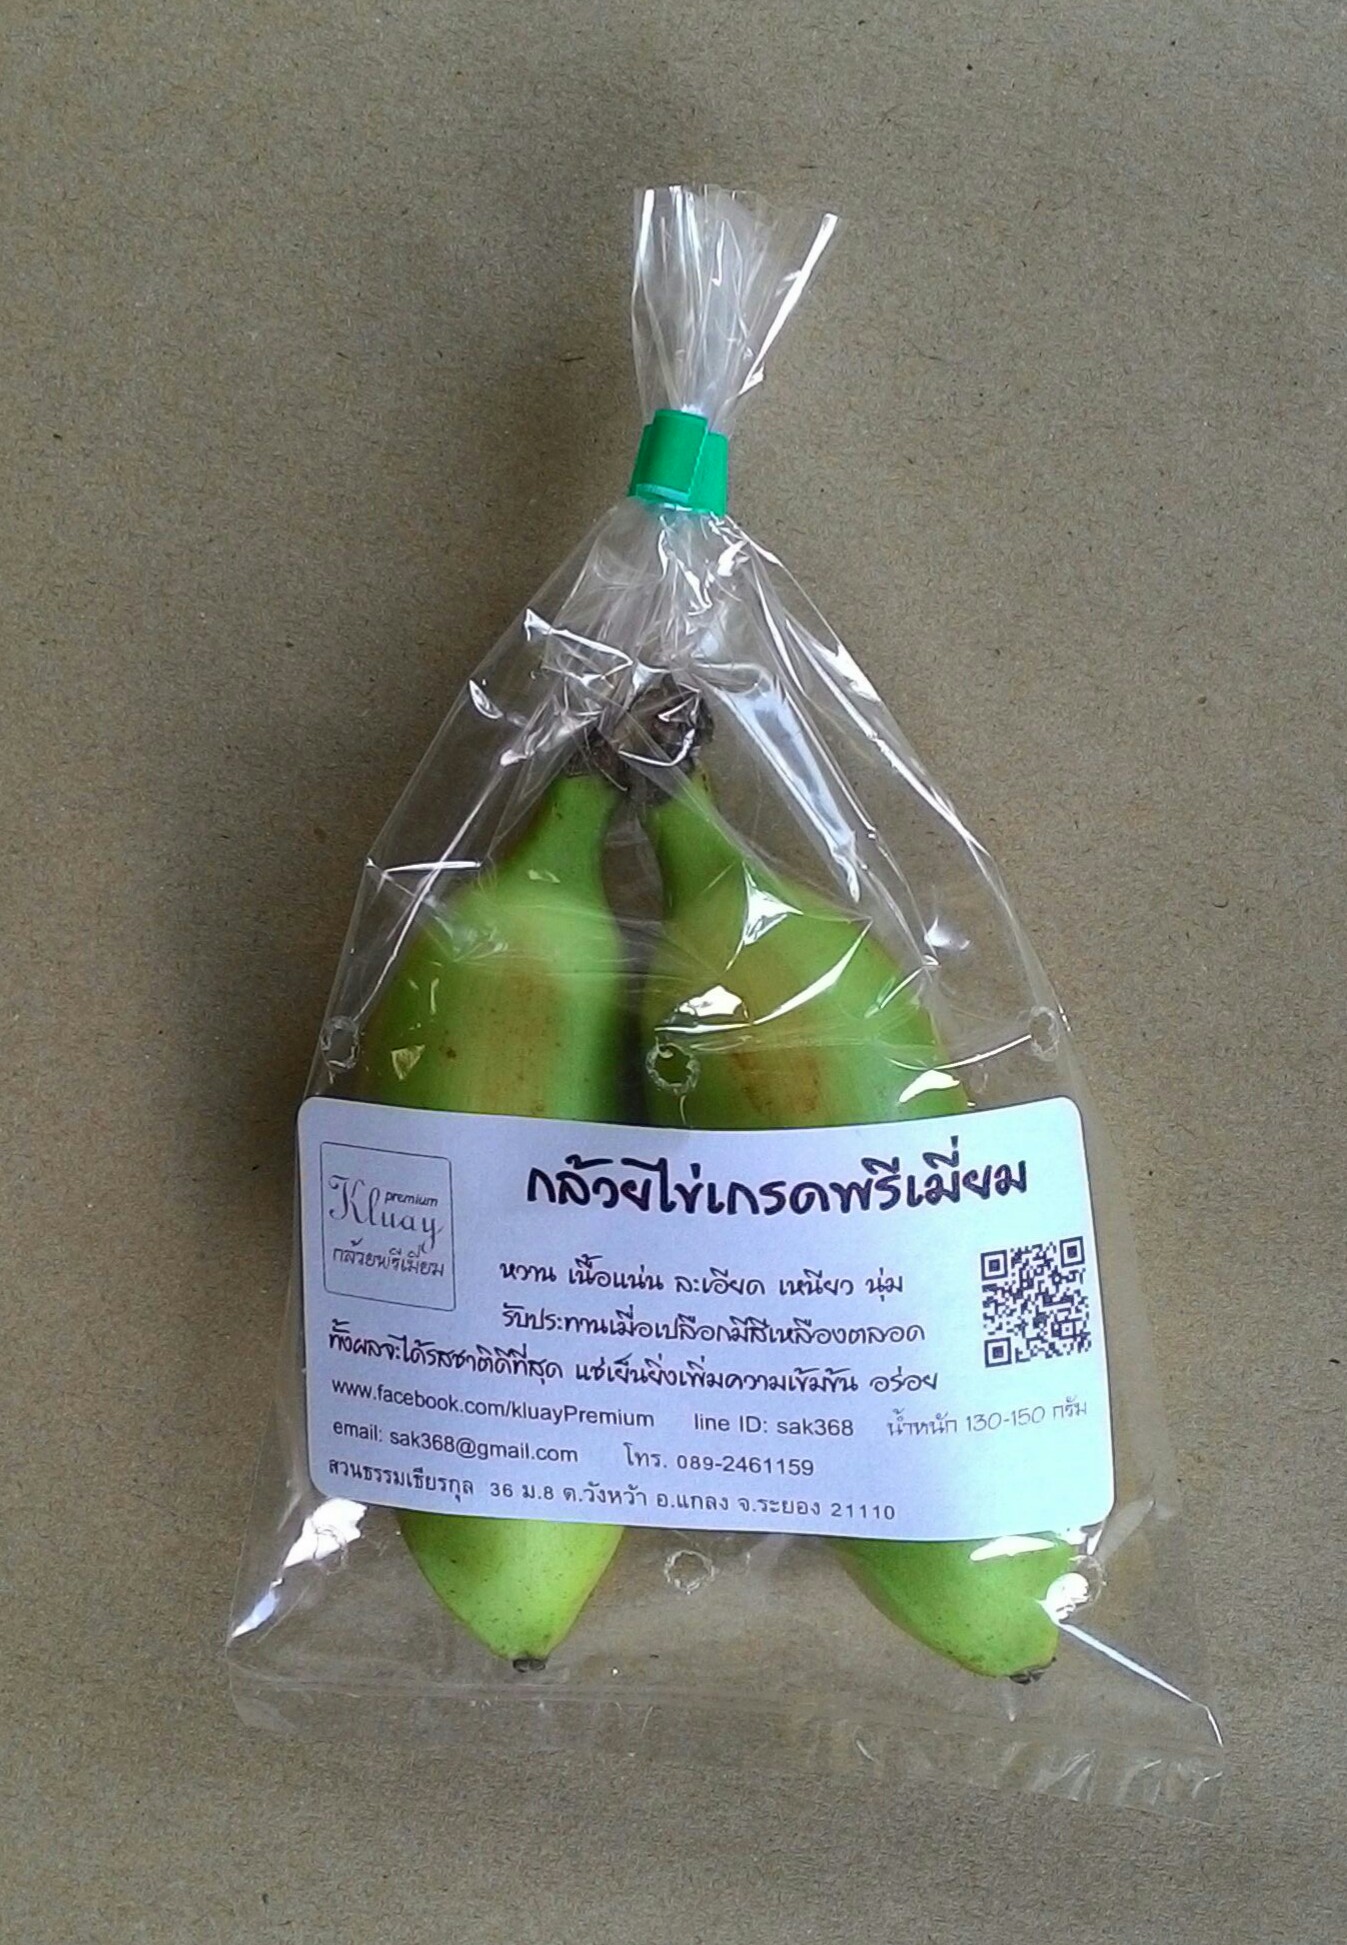 premium
Kluay
กล้วยพรีเมี่ยม
กล้วยไข่เกรดพรีเมี่ยม
หวาน เนื้อแน่น ละเอียด เหนียว นุ่ม
รับประทานเมื่อเปลือกมีสีเหลืองตลอด
ทั้งผลจะได้รสชาติดีที่สุด แช่เย็นยิ่งเพิ่มความเข้มข้น อร่อย
www.facebook.com/kluayPremium line ID: sak368 น้ำหนัก 130-150 กรัม
email: sak368@gmail.com โทร. 089-2461159
สวนธรรมเธียรกุล 36 ม.8 ต.วังหว้า อ.แกลง จ.ระยอง 21110